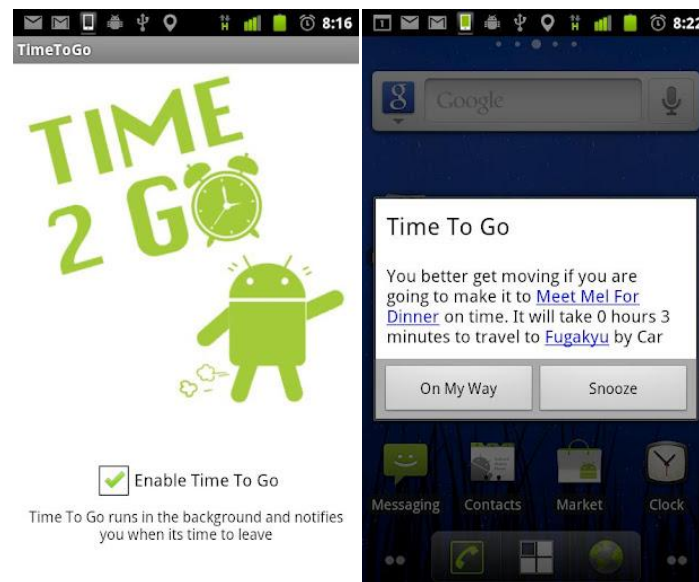 8:16
TimeToGo
TIME
2 GO
Enable Time To Go
Time To Go runs in the background and notifies
you when its time to leave
1
8:22
g
Google
Time To Go
You better get moving if you are
going to make it to Meet Mel For
Dinner on time. It will take 0 hours 3
minutes to travel to Fugakyu by Car
On My Way
Snooze
Messaging
Contacts
Market
Clock